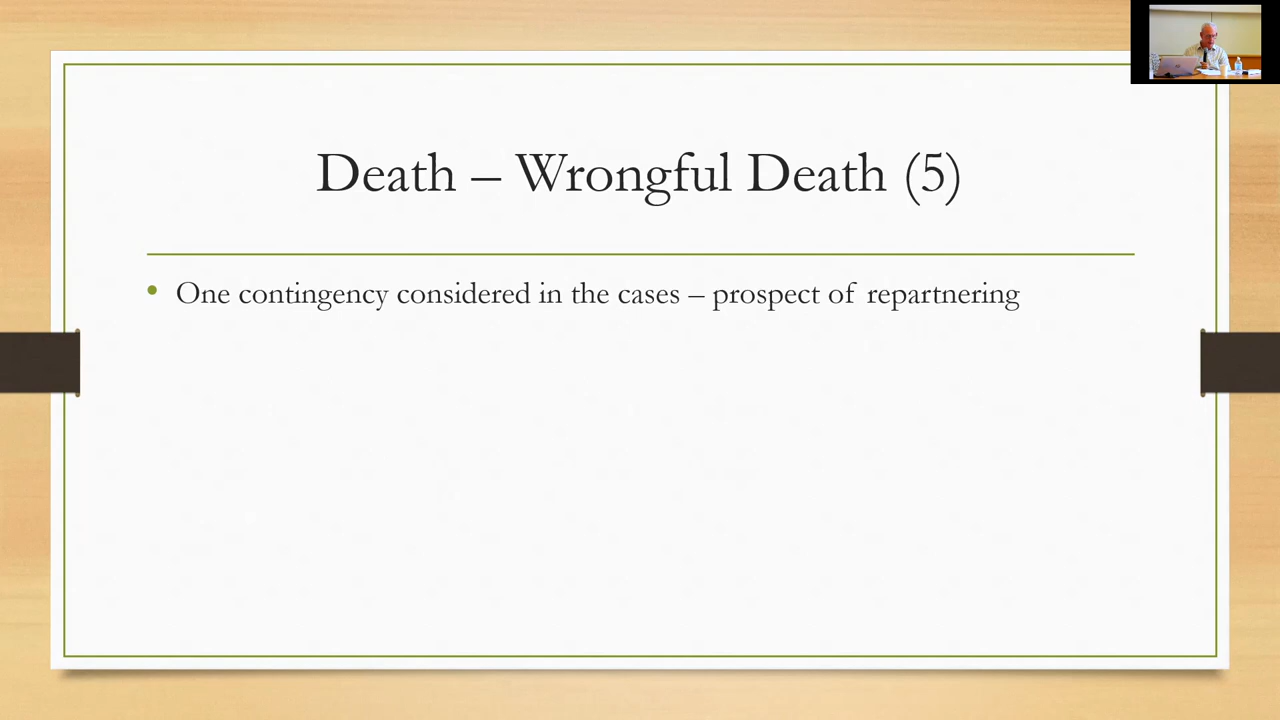 Death – Wrongful Death (5)
• One contingency considered in the cases – prospect of repartnering